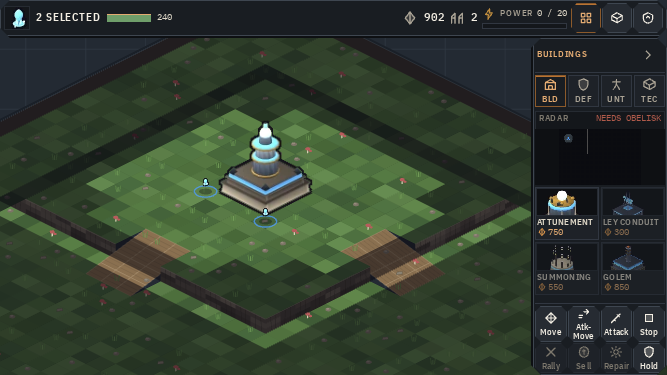 2 SELECTED 240 902 2 POWER 0 / 20
BUILDINGS
BLD DEF UNT TEC
RADAR NEEDS OBELISK
ATTUNEMENT LEY CONDUIT
750 300
SUMMONING GOLEM
550 850
Move Atk-Move Attack Stop
Rally Sell Repair Hold